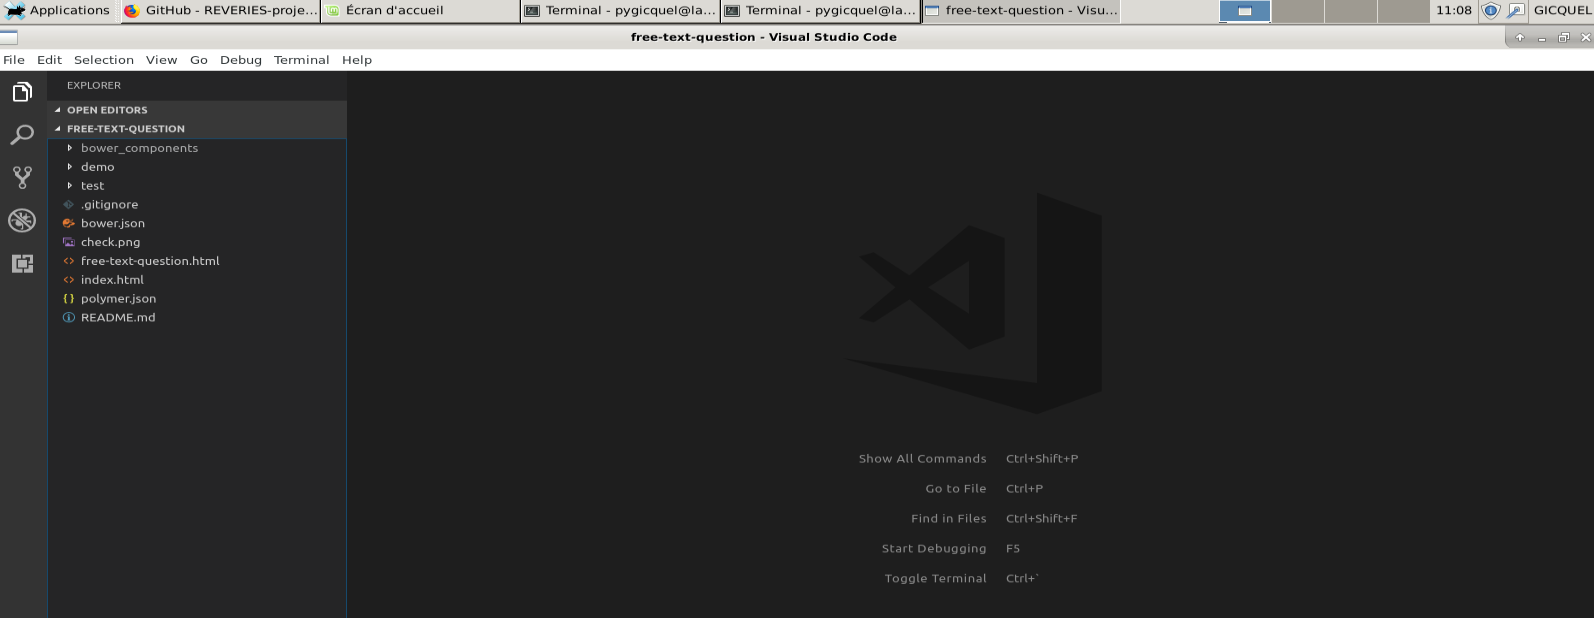 Applications GitHub - REVERIES-proje... Écran d'accueil Terminal - pygicquel@la... Terminal - pygicquel@la... free-text-question - Visu... 11:08 GICQUEL
free-text-question - Visual Studio Code
File Edit Selection View Go Debug Terminal Help
EXPLORER
OPEN EDITORS
FREE-TEXT-QUESTION
bower_components
demo
test
.gitignore
bower.json
check.png
free-text-question.html
index.html
polymer.json
README.md
Show All Commands Ctrl+Shift+P
Go to File Ctrl+P
Find in Files Ctrl+Shift+F
Start Debugging F5
Toggle Terminal Ctrl+`